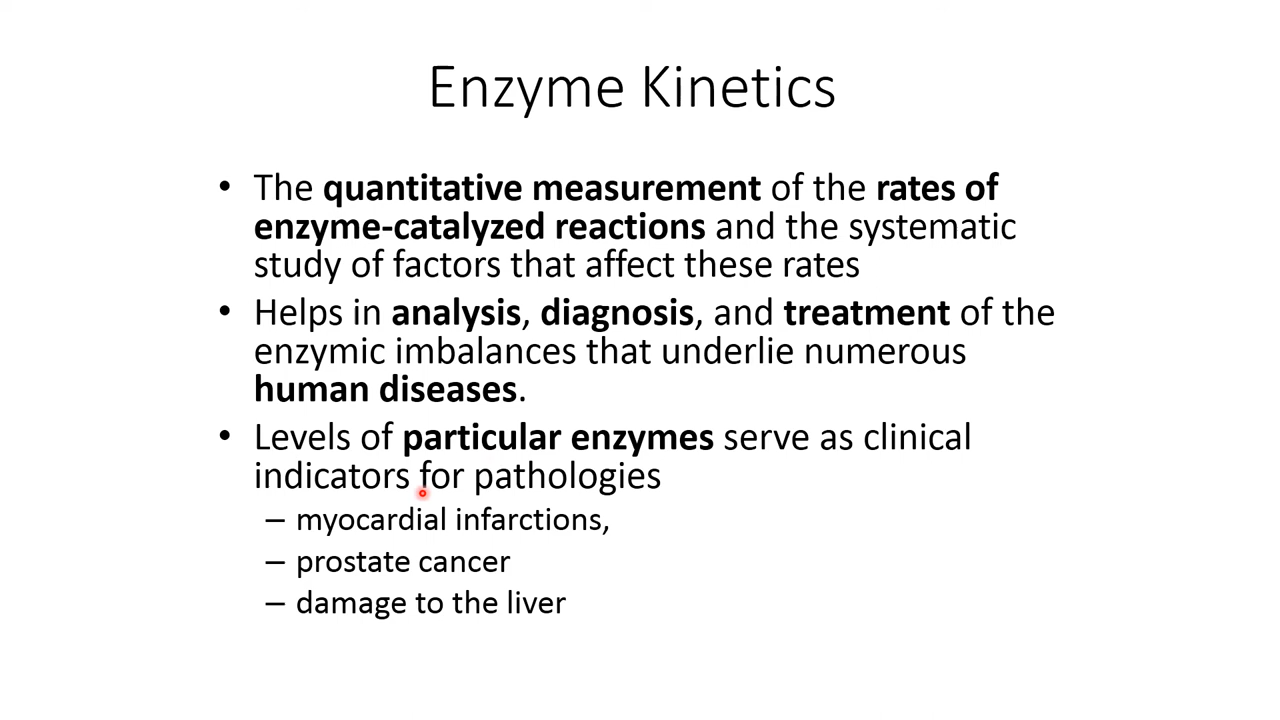 Enzyme Kinetics
• The quantitative measurement of the rates of
enzyme-catalyzed reactions and the systematic
study of factors that affect these rates
• Helps in analysis, diagnosis, and treatment of the
enzymic imbalances that underlie numerous
human diseases.
• Levels of particular enzymes serve as clinical
indicators for pathologies
– myocardial infarctions,
– prostate cancer
– damage to the liver